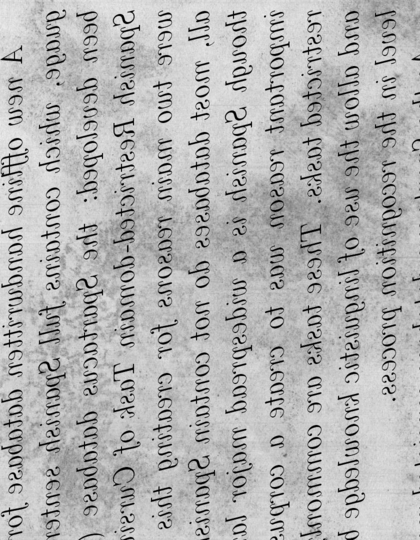 A new offline handwritten database for
guage, which contains full Spanish senten
been developed: the Spartacus database (
Spanish Restricted-domain Task of Cursi
were two main reasons for creating this
all, most databases do not contain Spanis
though Spanish is a widespread major la
important reason was to create a corpus
restricted tasks. These tasks are common
and allow the use of linguistic knowledge b
level in the recognition process.